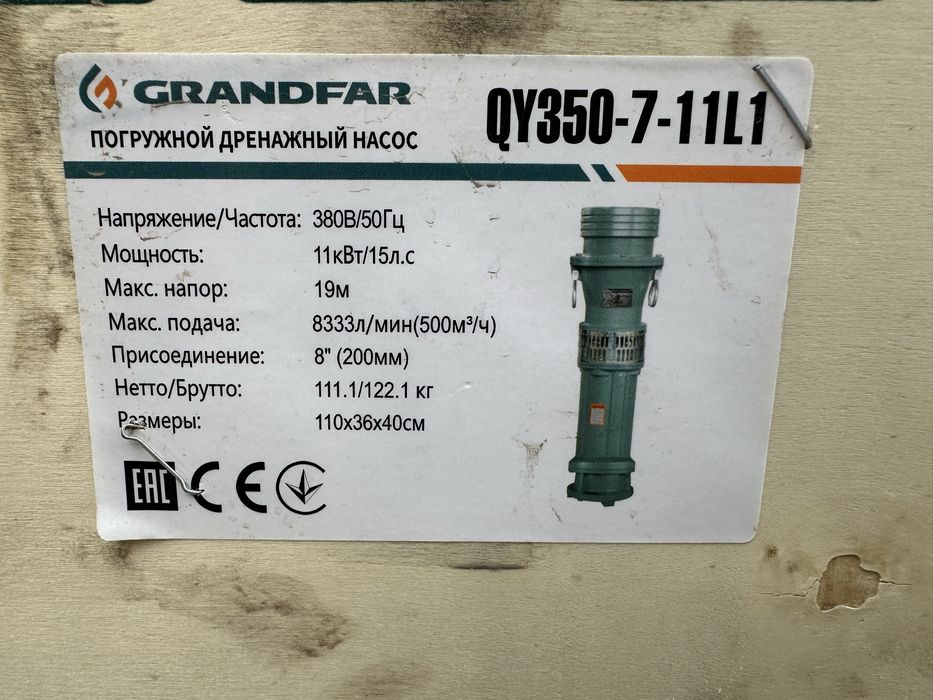 GRANDFAR
QY350-7-11L1
ПОГРУЖНОЙ ДРЕНАЖНЫЙ НАСОС
Напряжение/Частота: 380В/50Гц
Мощность: 11кВт/15л.с
Макс. напор: 19м
Макс. подача: 8333л/мин(500м³/ч)
Присоединение: 8" (200мм)
Нетто/Брутто: 111.1/122.1 кг
Размеры: 110х36х40см
EAC CE